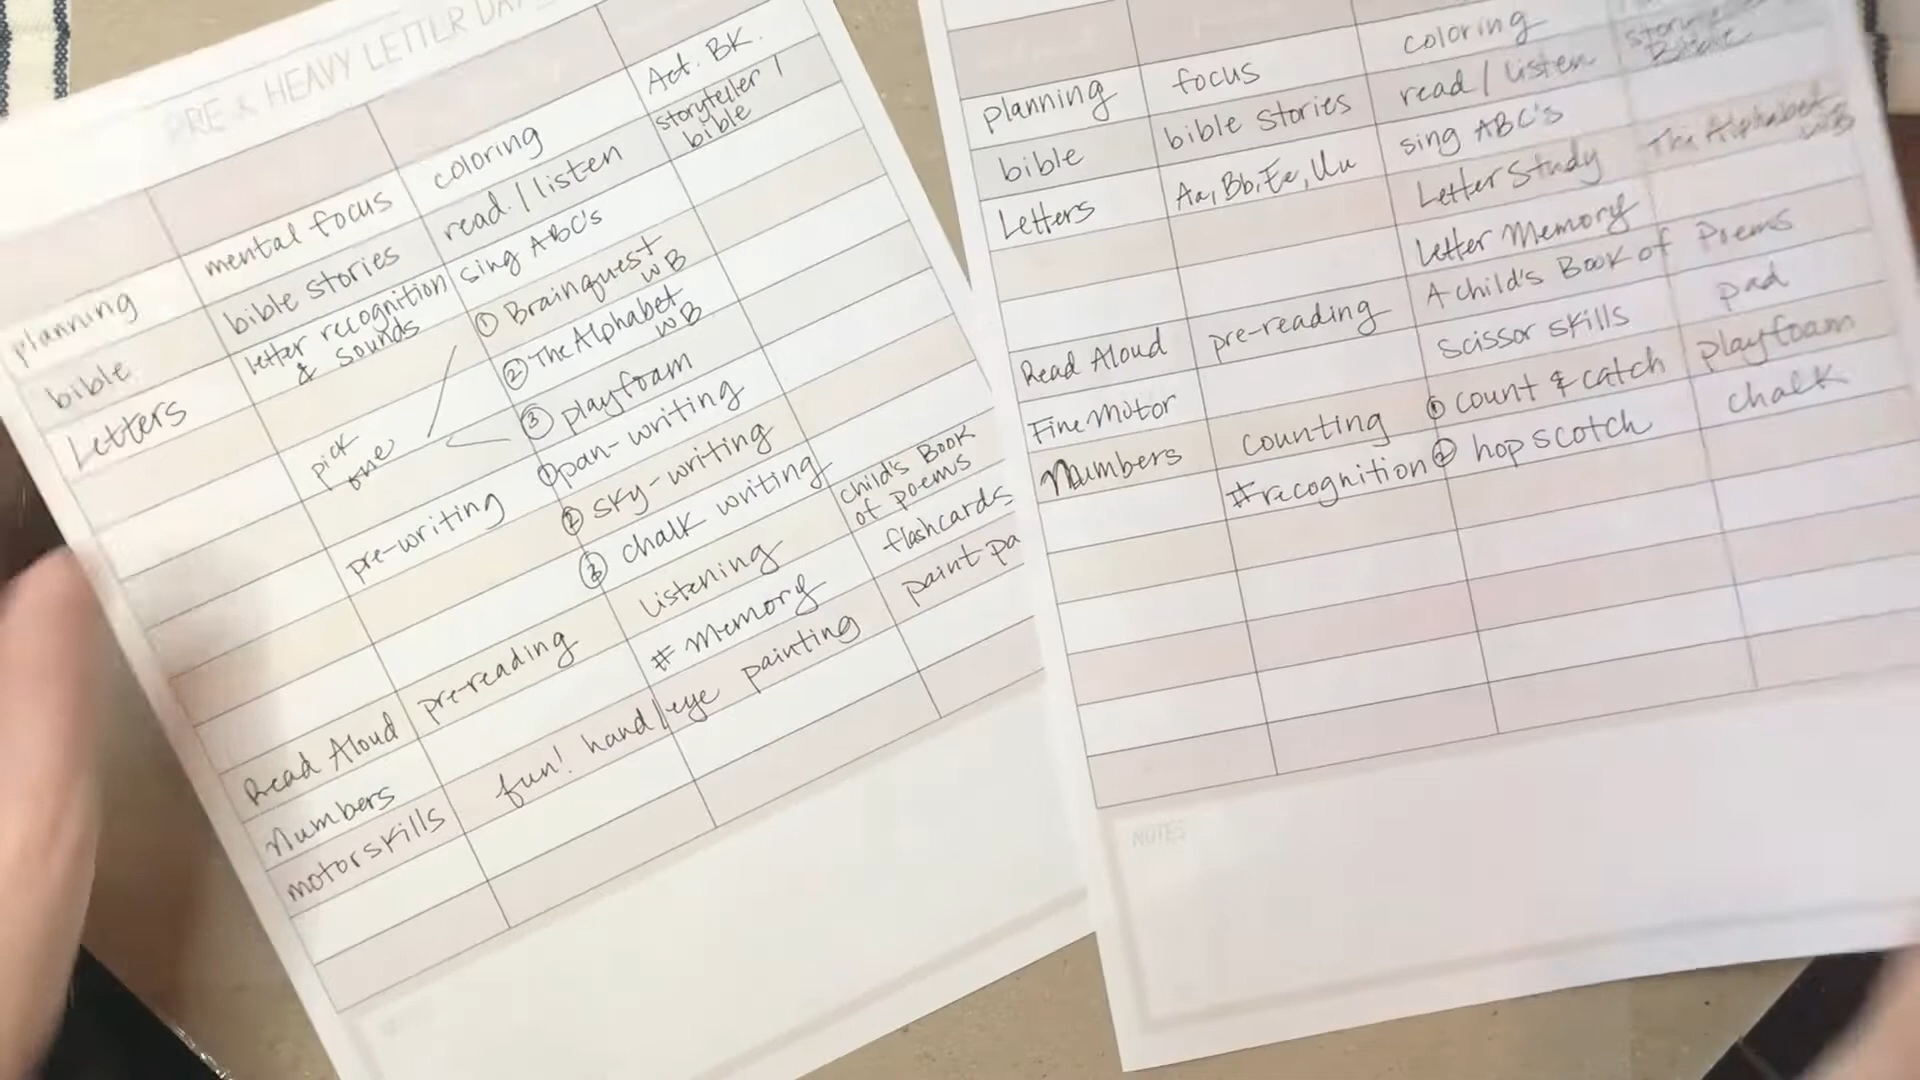 PRE K HEAVY LETTER DAY
planning mental focus coloring Act. BK.
bible bible stories read / listen storyteller /
bible
Letters letter recognition sing ABC's
& sounds
① Brainquest
WB
pick
one
② The Alphabet
WB
③ playfoam
pre-writing ① pan-writing
② sky-writing
③ chalk writing
Read Aloud pre-reading listening Child's Book
of poems
Numbers # memory flashcards
motorskills fun! hand/eye painting paint pa
planning focus coloring
bible bible stories read / listen story
Bible
Letters Aa, Bb, Ee, Uu sing ABC's
Letter Study The Alphabet
WB
Letter Memory
Read Aloud pre-reading A Child's Book of Poems
Fine Motor scissor skills pad
Numbers counting ① count & catch playfoam
#recognition ② hopscotch chalk
NOTES